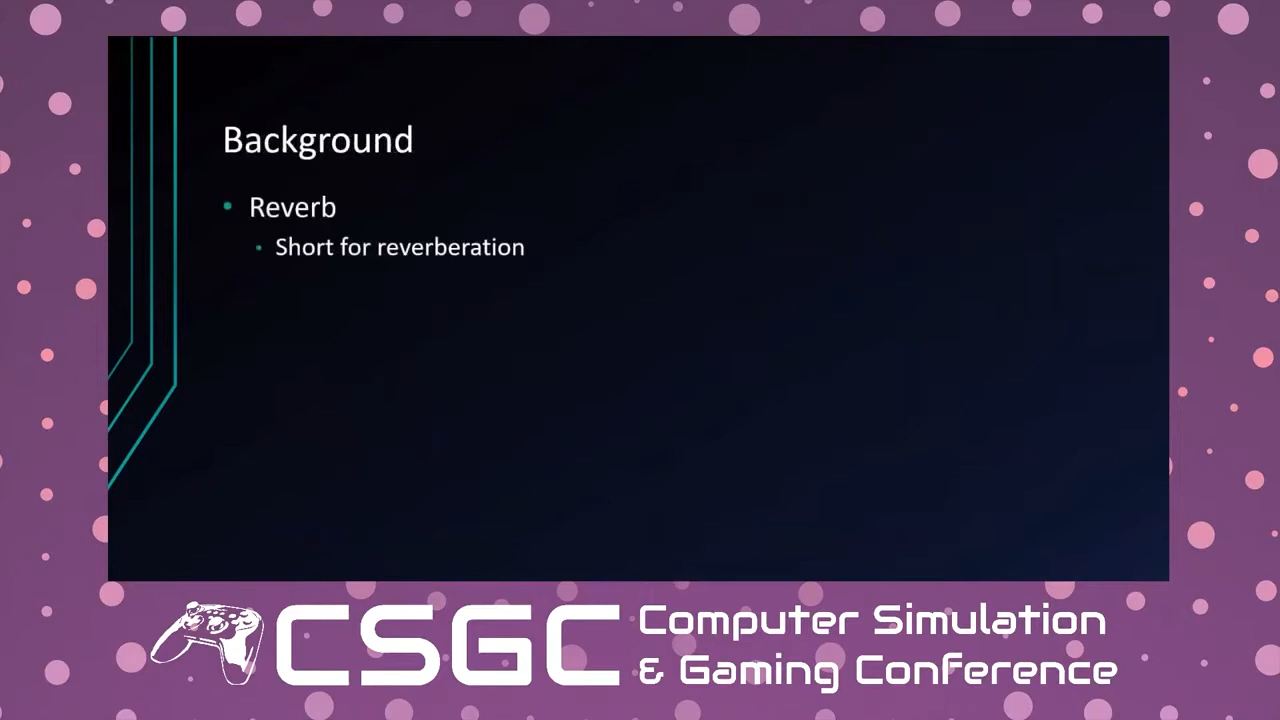 Background
• Reverb
• Short for reverberation
CSGC
Computer Simulation
& Gaming Conference